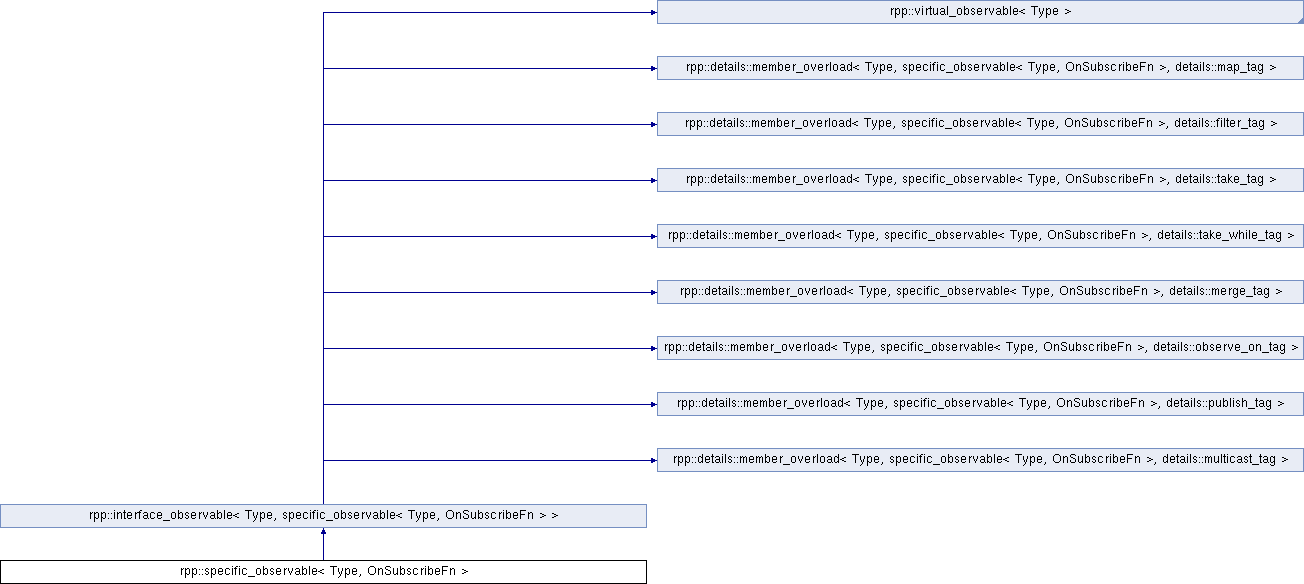 rpp::virtual_observable< Type >
rpp::details::member_overload< Type, specific_observable< Type, OnSubscribeFn >, details::map_tag >
rpp::details::member_overload< Type, specific_observable< Type, OnSubscribeFn >, details::filter_tag >
rpp::details::member_overload< Type, specific_observable< Type, OnSubscribeFn >, details::take_tag >
rpp::details::member_overload< Type, specific_observable< Type, OnSubscribeFn >, details::take_while_tag >
rpp::details::member_overload< Type, specific_observable< Type, OnSubscribeFn >, details::merge_tag >
rpp::details::member_overload< Type, specific_observable< Type, OnSubscribeFn >, details::observe_on_tag >
rpp::details::member_overload< Type, specific_observable< Type, OnSubscribeFn >, details::publish_tag >
rpp::details::member_overload< Type, specific_observable< Type, OnSubscribeFn >, details::multicast_tag >
rpp::interface_observable< Type, specific_observable< Type, OnSubscribeFn > >
rpp::specific_observable< Type, OnSubscribeFn >